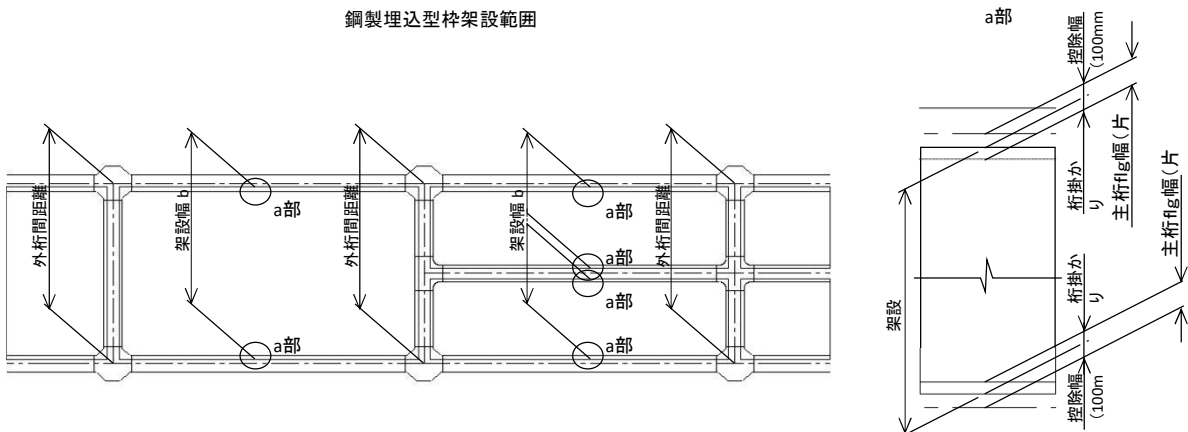 鋼製埋込型枠架設範囲
a部
外桁間距離
架設幅 b
外桁間距離
架設幅 b
外桁間距離
a部
a部
a部
a部
a部
a部
控除幅
(100mm
桁掛か
り
主桁flg幅(片
主桁flg幅(片
架設
桁掛か
り
控除幅
(100m